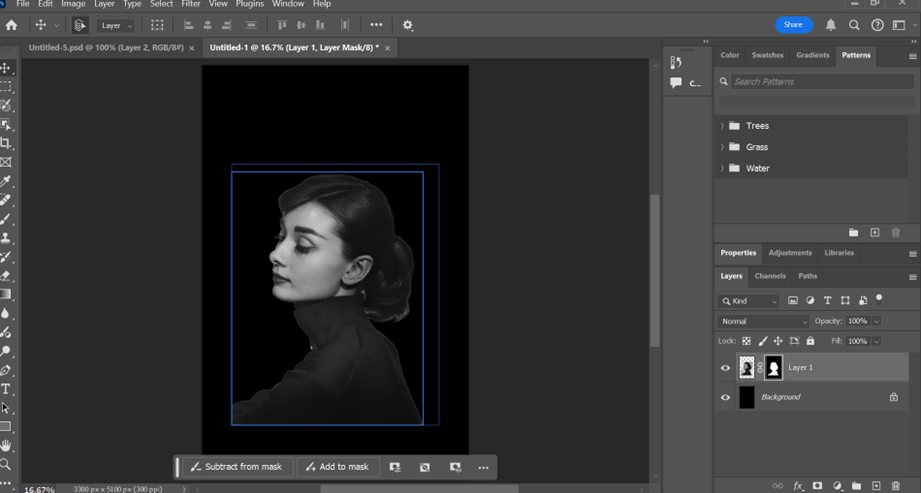 File Edit Image Layer Type Select Filter View Plugins Window Help
Layer
Share
Untitled-5.psd @ 100% (Layer 2, RGB/8#) ×
Untitled-1 @ 16.7% (Layer 1, Layer Mask/8) * ×
C...
Color Swatches Gradients Patterns
Search Patterns
Trees
Grass
Water
Properties Adjustments Libraries
Layers Channels Paths
Kind
Normal Opacity: 100%
Lock: Fill: 100%
Layer 1
Background
Subtract from mask Add to mask
16.67% 3300 px x 5100 px (300 ppi)
fx